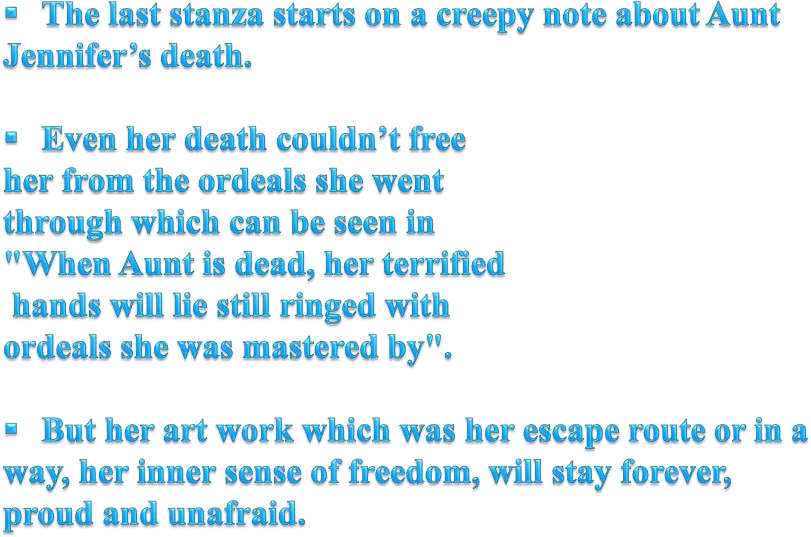 ▪ The last stanza starts on a creepy note about Aunt
Jennifer’s death.
▪ Even her death couldn’t free
her from the ordeals she went
through which can be seen in
"When Aunt is dead, her terrified
hands will lie still ringed with
ordeals she was mastered by".
▪ But her art work which was her escape route or in a
way, her inner sense of freedom, will stay forever,
proud and unafraid.